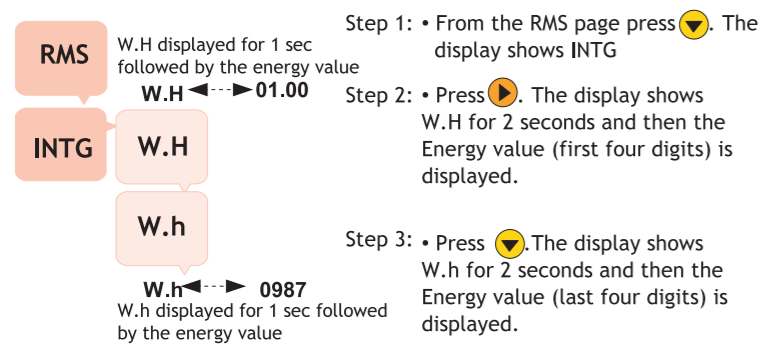 RMS
W.H displayed for 1 sec
followed by the energy value
W.H 01.00
INTG
W.H
W.h
W.h 0987
W.h displayed for 1 sec followed
by the energy value
Step 1: • From the RMS page press . The
display shows INTG
Step 2: • Press . The display shows
W.H for 2 seconds and then the
Energy value (first four digits) is
displayed.
Step 3: • Press .The display shows
W.h for 2 seconds and then the
Energy value (last four digits) is
displayed.